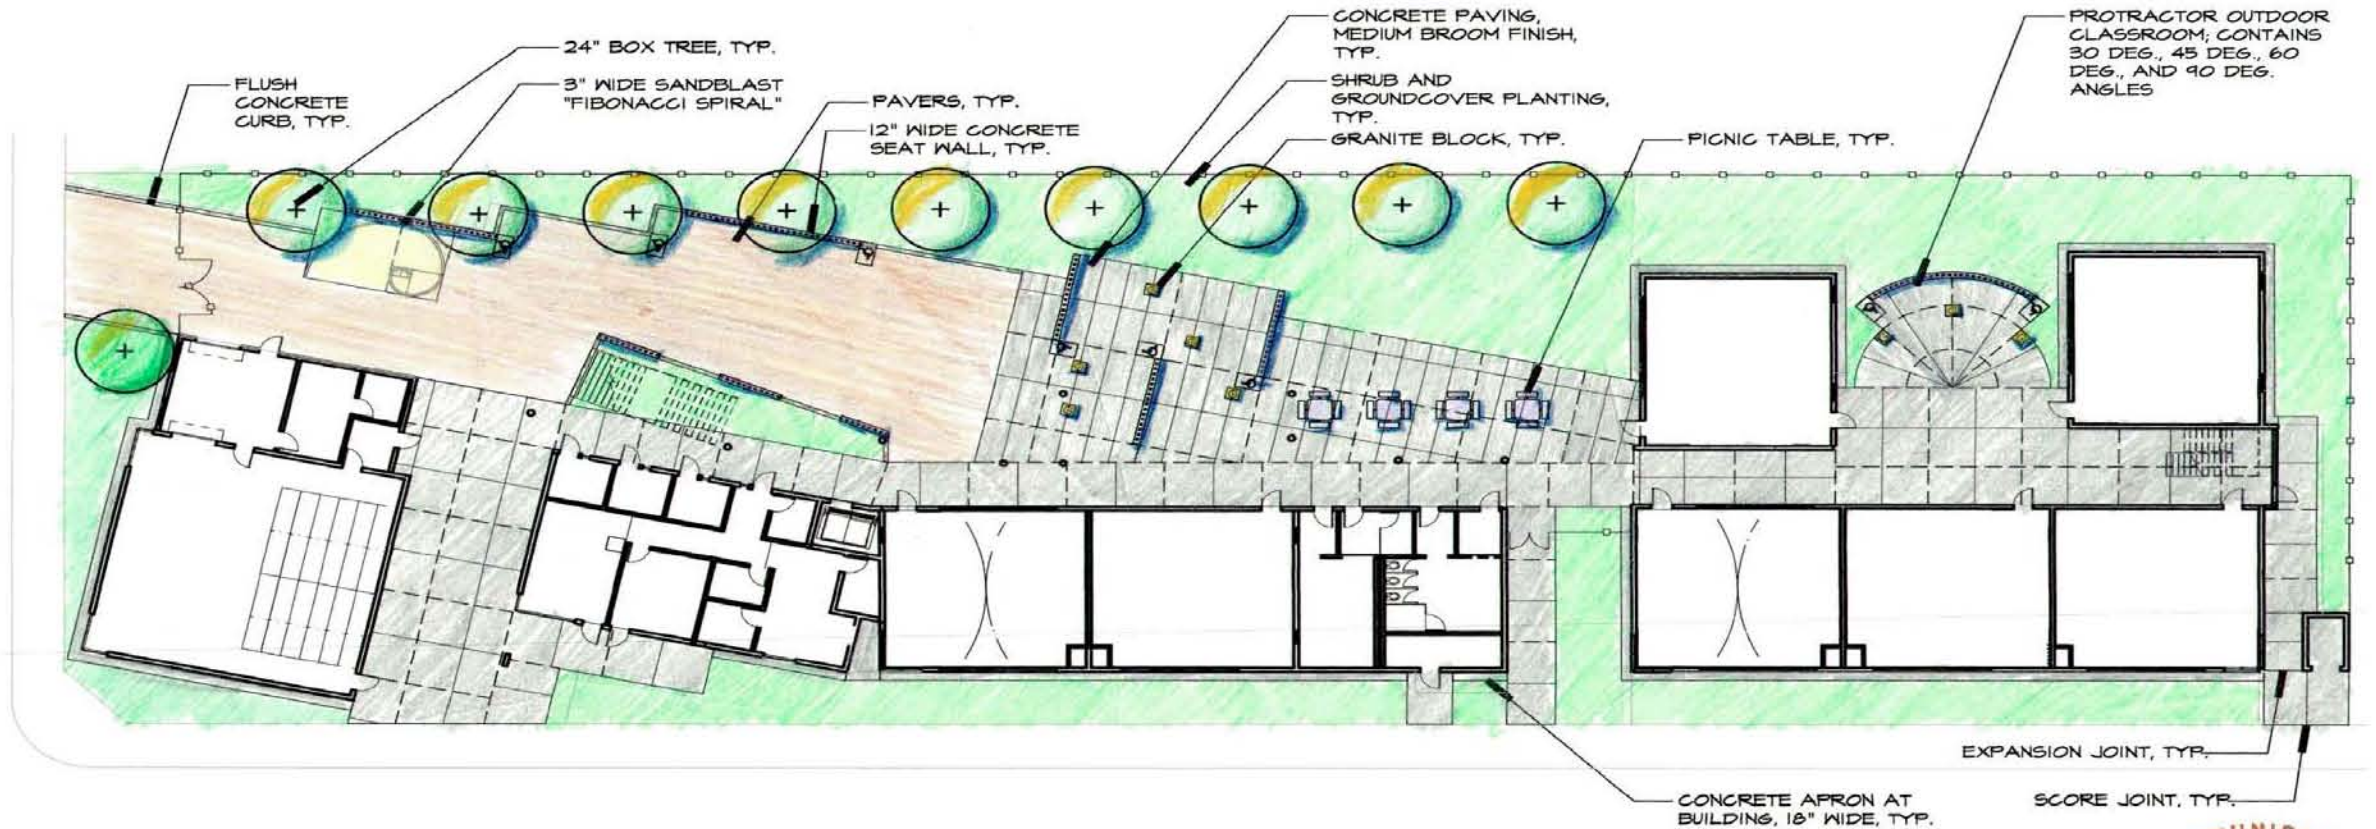 24" BOX TREE, TYP.
FLUSH
CONCRETE
CURB, TYP.
3" WIDE SANDBLAST
"FIBONACCI SPIRAL"
PAVERS, TYP.
12" WIDE CONCRETE
SEAT WALL, TYP.
CONCRETE PAVING,
MEDIUM BROOM FINISH,
TYP.
SHRUB AND
GROUNDCOVER PLANTING,
TYP.
GRANITE BLOCK, TYP.
PICNIC TABLE, TYP.
PROTRACTOR OUTDOOR
CLASSROOM; CONTAINS
30 DEG., 45 DEG., 60
DEG., AND 90 DEG.
ANGLES
EXPANSION JOINT, TYP.
CONCRETE APRON AT
BUILDING, 18" WIDE, TYP.
SCORE JOINT, TYP.